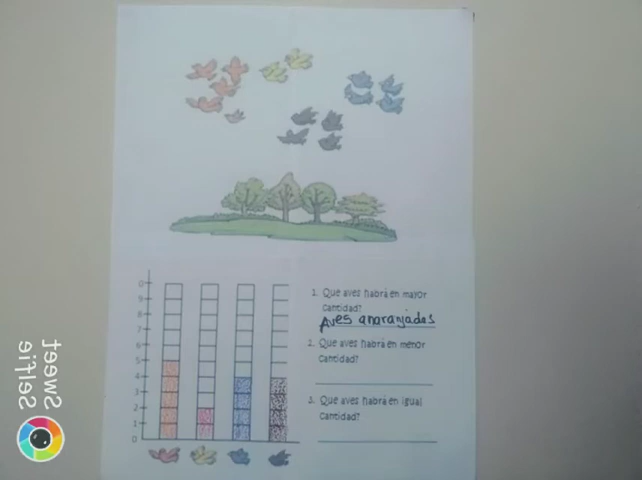 1. Que aves habrá en mayor
cantidad?
Aves anaranjadas
2. Que aves habrá en menor
cantidad?
3. Que aves habrá en igual
cantidad?
0
9
8
7
6
5
4
3
2
1
0
Sweet
Selfie